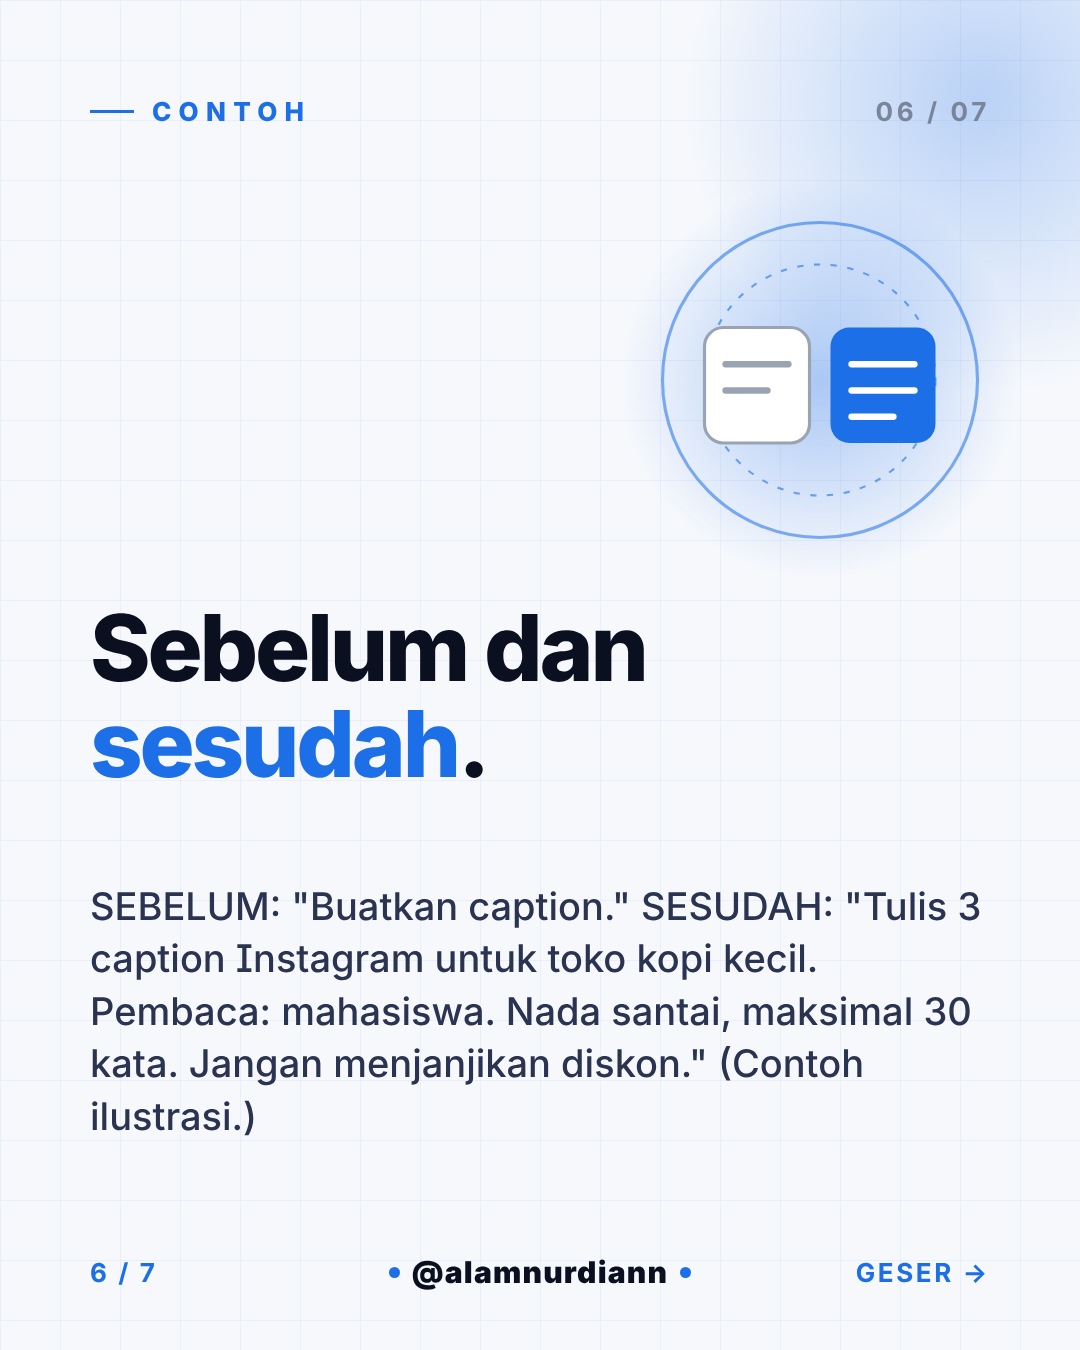 CONTOH
06 / 07
Sebelum dan
sesudah.
SEBELUM: "Buatkan caption." SESUDAH: "Tulis 3
caption Instagram untuk toko kopi kecil.
Pembaca: mahasiswa. Nada santai, maksimal 30
kata. Jangan menjanjikan diskon." (Contoh
ilustrasi.)
6 / 7
@alamnurdiann
GESER →